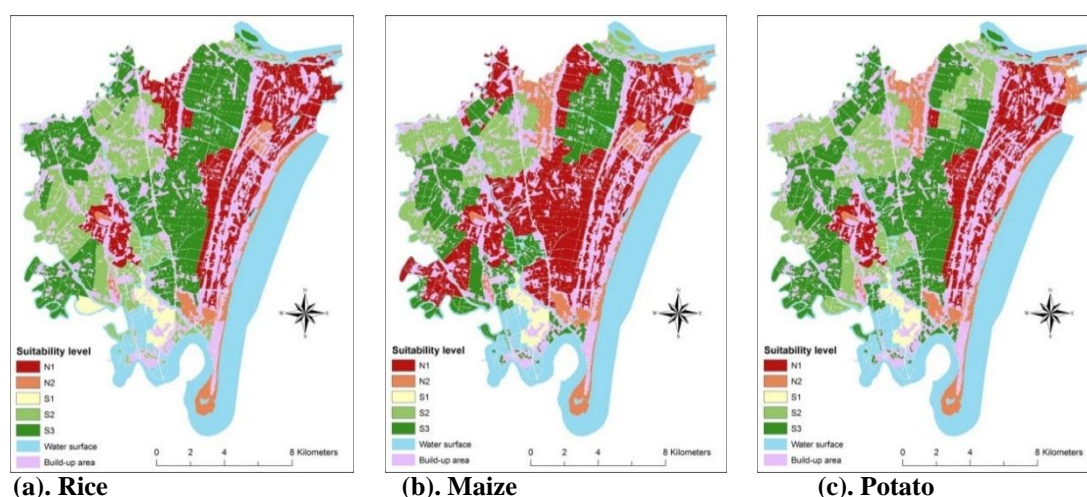 N
W E
S
Suitability level
N1
N2
S1
S2
S3
Water surface
Build-up area
0 2 4 8 Kilometers
(a). Rice
N
W E
S
Suitability level
N1
N2
S1
S2
S3
Water surface
Build-up area
0 2 4 8 Kilometers
(b). Maize
N
W E
S
Suitability level
N1
N2
S1
S2
S3
Water surface
Build-up area
0 2 4 8 Kilometers
(c). Potato